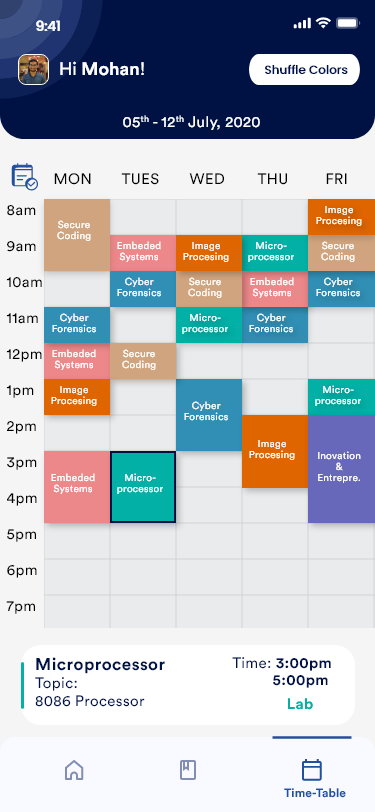 9:41
Hi Mohan!
Shuffle Colors
05th - 12th July, 2020
MON TUES WED THU FRI
8am
Secure
Coding
Image
Procesing
9am
Embeded
Systems
Image
Procesing
Micro-
processor
Secure
Coding
10am
Cyber
Forensics
Secure
Coding
Embeded
Systems
Cyber
Forensics
11am
Cyber
Forensics
Micro-
processor
Cyber
Forensics
12pm
Embeded
Systems
Secure
Coding
1pm
Image
Procesing
Cyber
Forensics
Micro-
processor
2pm
Image
Procesing
Inovation
&
Entrepre.
3pm
Embeded
Systems
Micro-
processor
4pm
5pm
6pm
7pm
Microprocessor
Topic:
8086 Processor
Time: 3:00pm
5:00pm
Lab
Time-Table